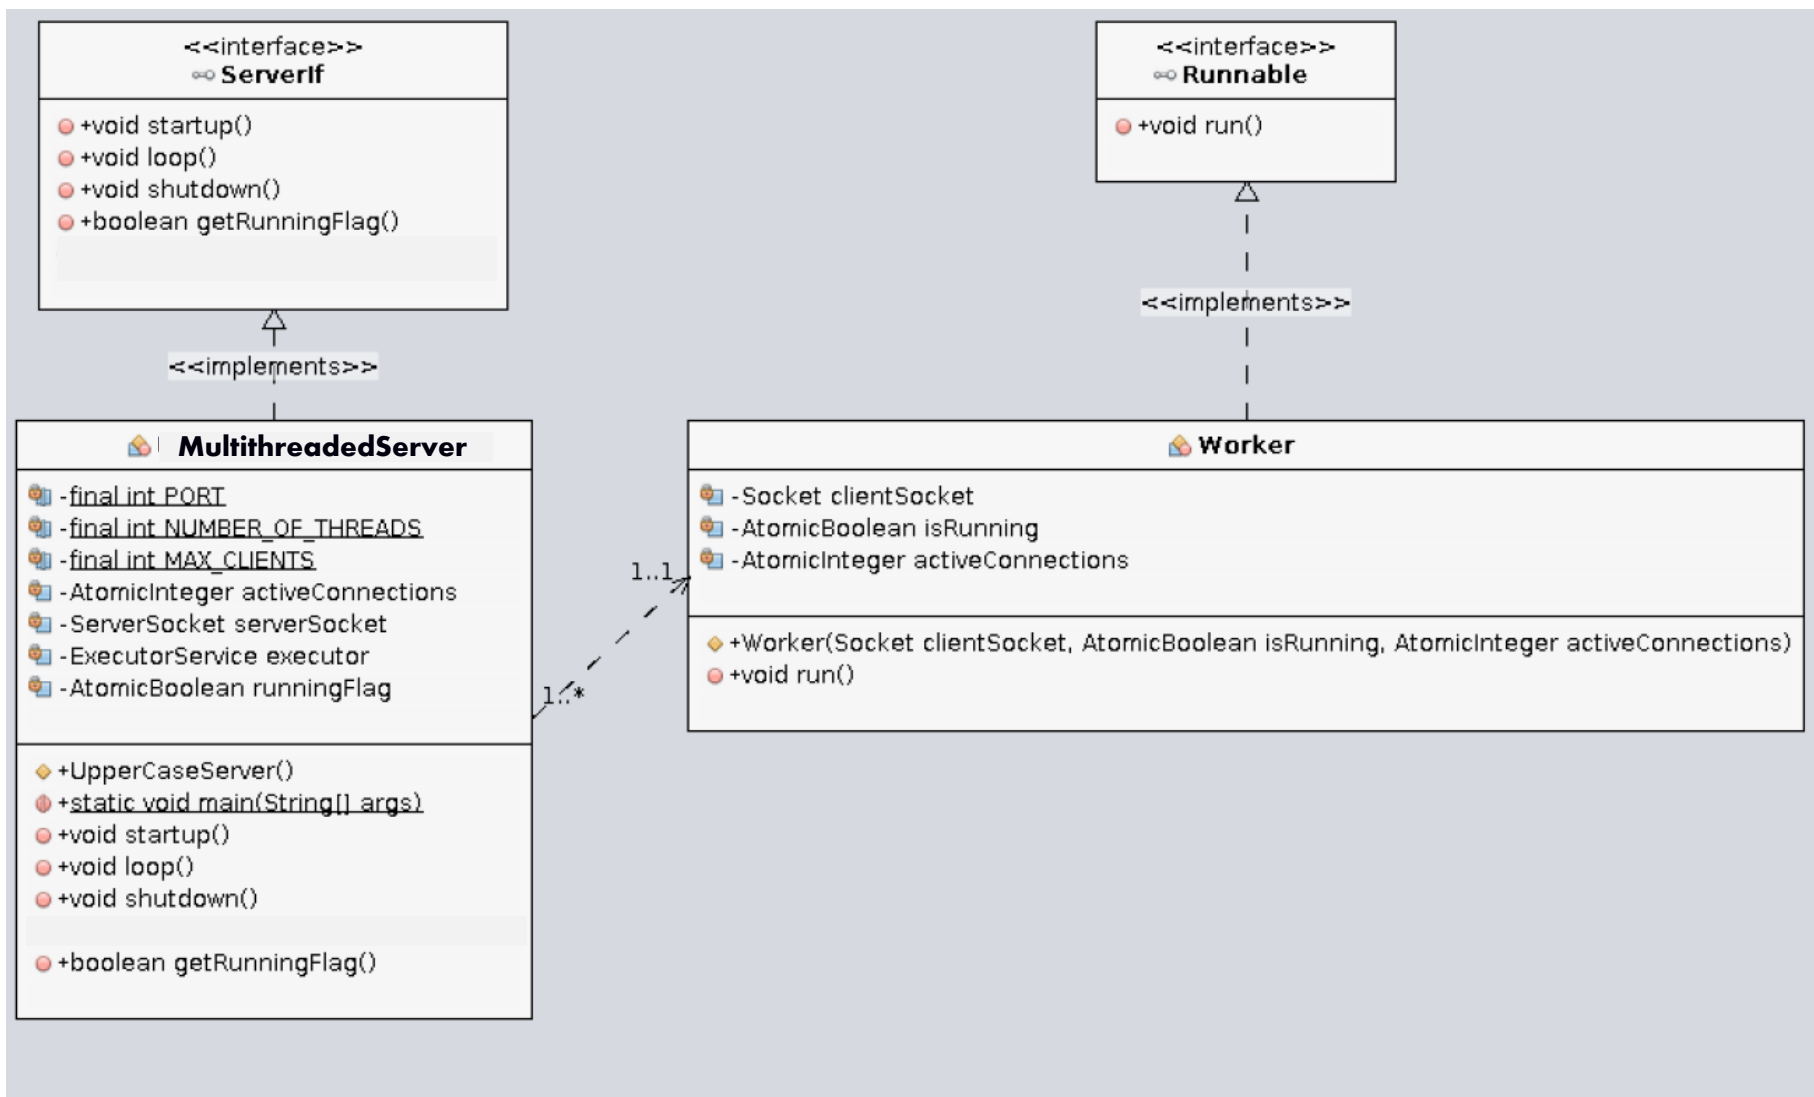 <<interface>>
ServerIf
+void startup()
+void loop()
+void shutdown()
+boolean getRunningFlag()
<<interface>>
Runnable
+void run()
<<implements>>
<<implements>>
MultithreadedServer
-final int PORT
-final int NUMBER_OF_THREADS
-final int MAX_CLIENTS
-AtomicInteger activeConnections
-ServerSocket serverSocket
-ExecutorService executor
-AtomicBoolean runningFlag
+UpperCaseServer()
+static void main(String[] args)
+void startup()
+void loop()
+void shutdown()
+boolean getRunningFlag()
1..1
1..*
Worker
-Socket clientSocket
-AtomicBoolean isRunning
-AtomicInteger activeConnections
+Worker(Socket clientSocket, AtomicBoolean isRunning, AtomicInteger activeConnections)
+void run()